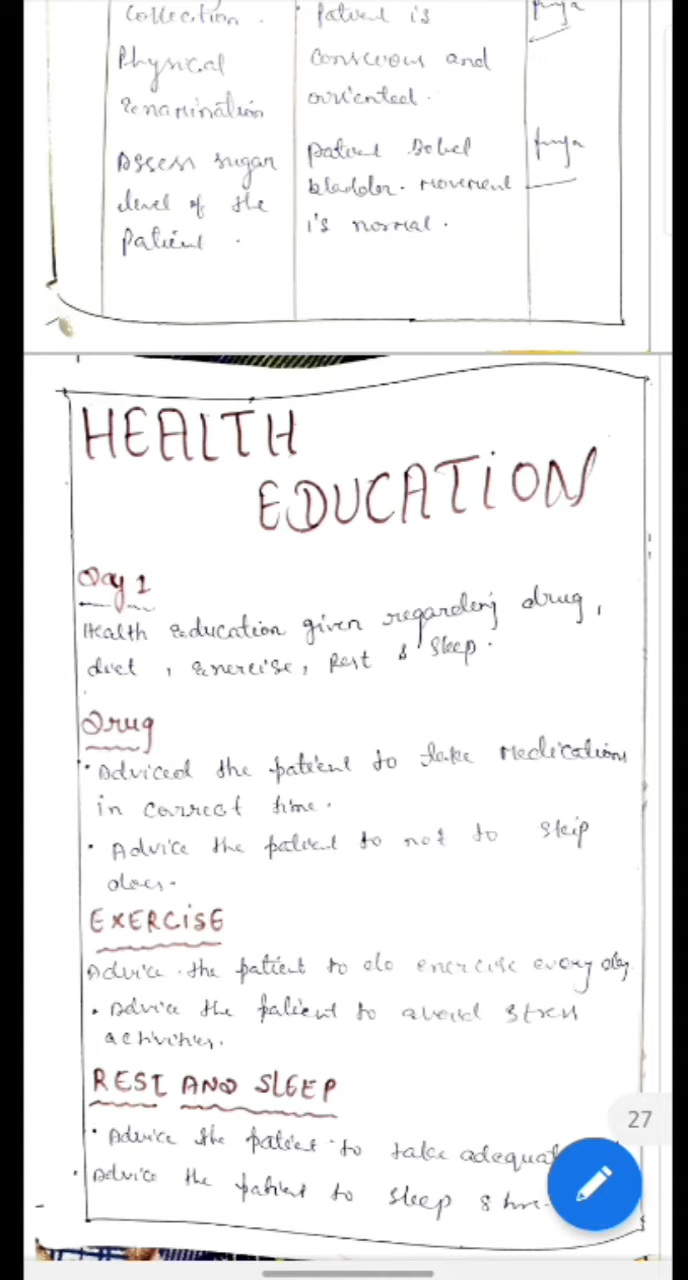 Collection. • Patient is
Physical conscious and
Examination oriented.
Assess sugar Patient Bobel
level of the bladder. Movement
Patient. is normal.
HEALTH
EDUCATION
Day 1
Health Education given regarding drug,
diet, Exercise, Rest & Sleep.
Drug
• Adviced the patient to take Medications
in correct time.
• Advice the patient to not to skip
EXERCISE
Advice the patient to do exercise every day
• Advice the patient to avoid stress
activities.
REST AND SLEEP
• Advice the patient to take adequat
• Advice the patient to sleep 8 hrs.
27